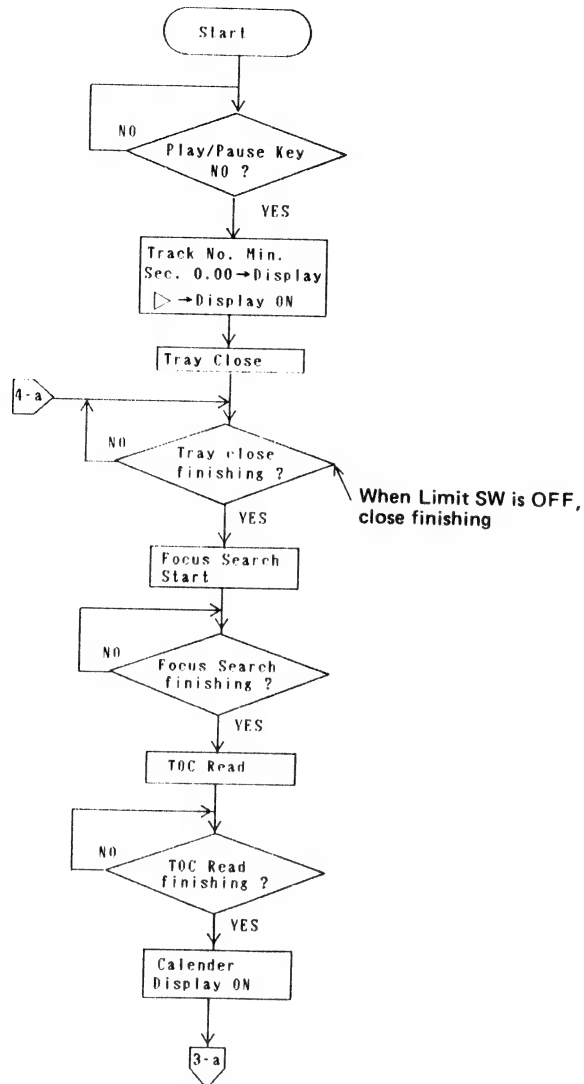 Start
NO
Play/Pause Key
NO ?
YES
Track No. Min.
Sec. 0.00→Display
▷ →Display ON
Tray Close
4-a
NO
Tray close
finishing ?
When Limit SW is OFF,
close finishing
YES
Focus Search
Start
NO
Focus Search
finishing ?
YES
TOC Read
NO
TOC Read
finishing ?
YES
Calender
Display ON
3-a